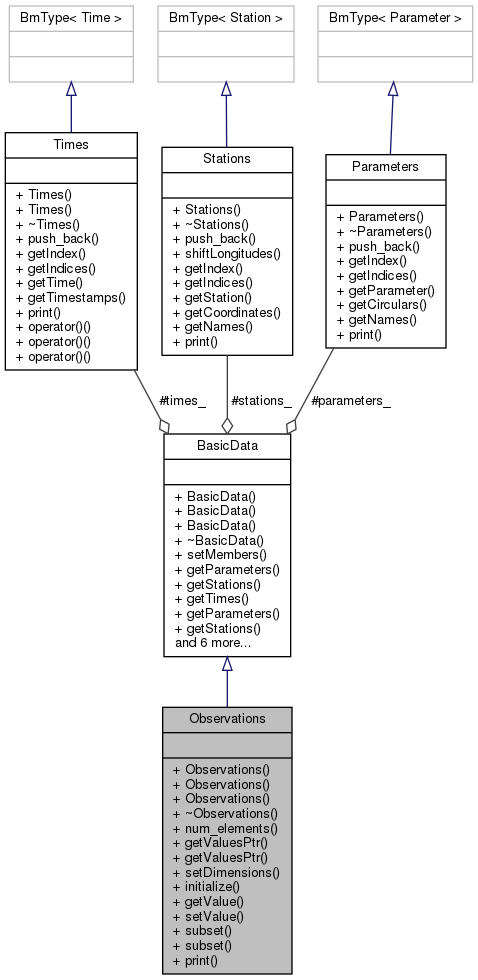 BmType< Time >
BmType< Station >
BmType< Parameter >
Times
+ Times()
+ Times()
+ ~Times()
+ push_back()
+ getIndex()
+ getIndices()
+ getTime()
+ getTimestamps()
+ print()
+ operator()()
+ operator()()
+ operator()()
Stations
+ Stations()
+ ~Stations()
+ push_back()
+ shiftLongitudes()
+ getIndex()
+ getIndices()
+ getStation()
+ getCoordinates()
+ getNames()
+ print()
Parameters
+ Parameters()
+ ~Parameters()
+ push_back()
+ getIndex()
+ getIndices()
+ getParameter()
+ getCirculars()
+ getNames()
+ print()
#times_
#stations_
#parameters_
BasicData
+ BasicData()
+ BasicData()
+ BasicData()
+ ~BasicData()
+ setMembers()
+ getParameters()
+ getStations()
+ getTimes()
+ getParameters()
+ getStations()
and 6 more...
Observations
+ Observations()
+ Observations()
+ Observations()
+ ~Observations()
+ num_elements()
+ getValuesPtr()
+ getValuesPtr()
+ setDimensions()
+ initialize()
+ getValue()
+ setValue()
+ subset()
+ subset()
+ print()